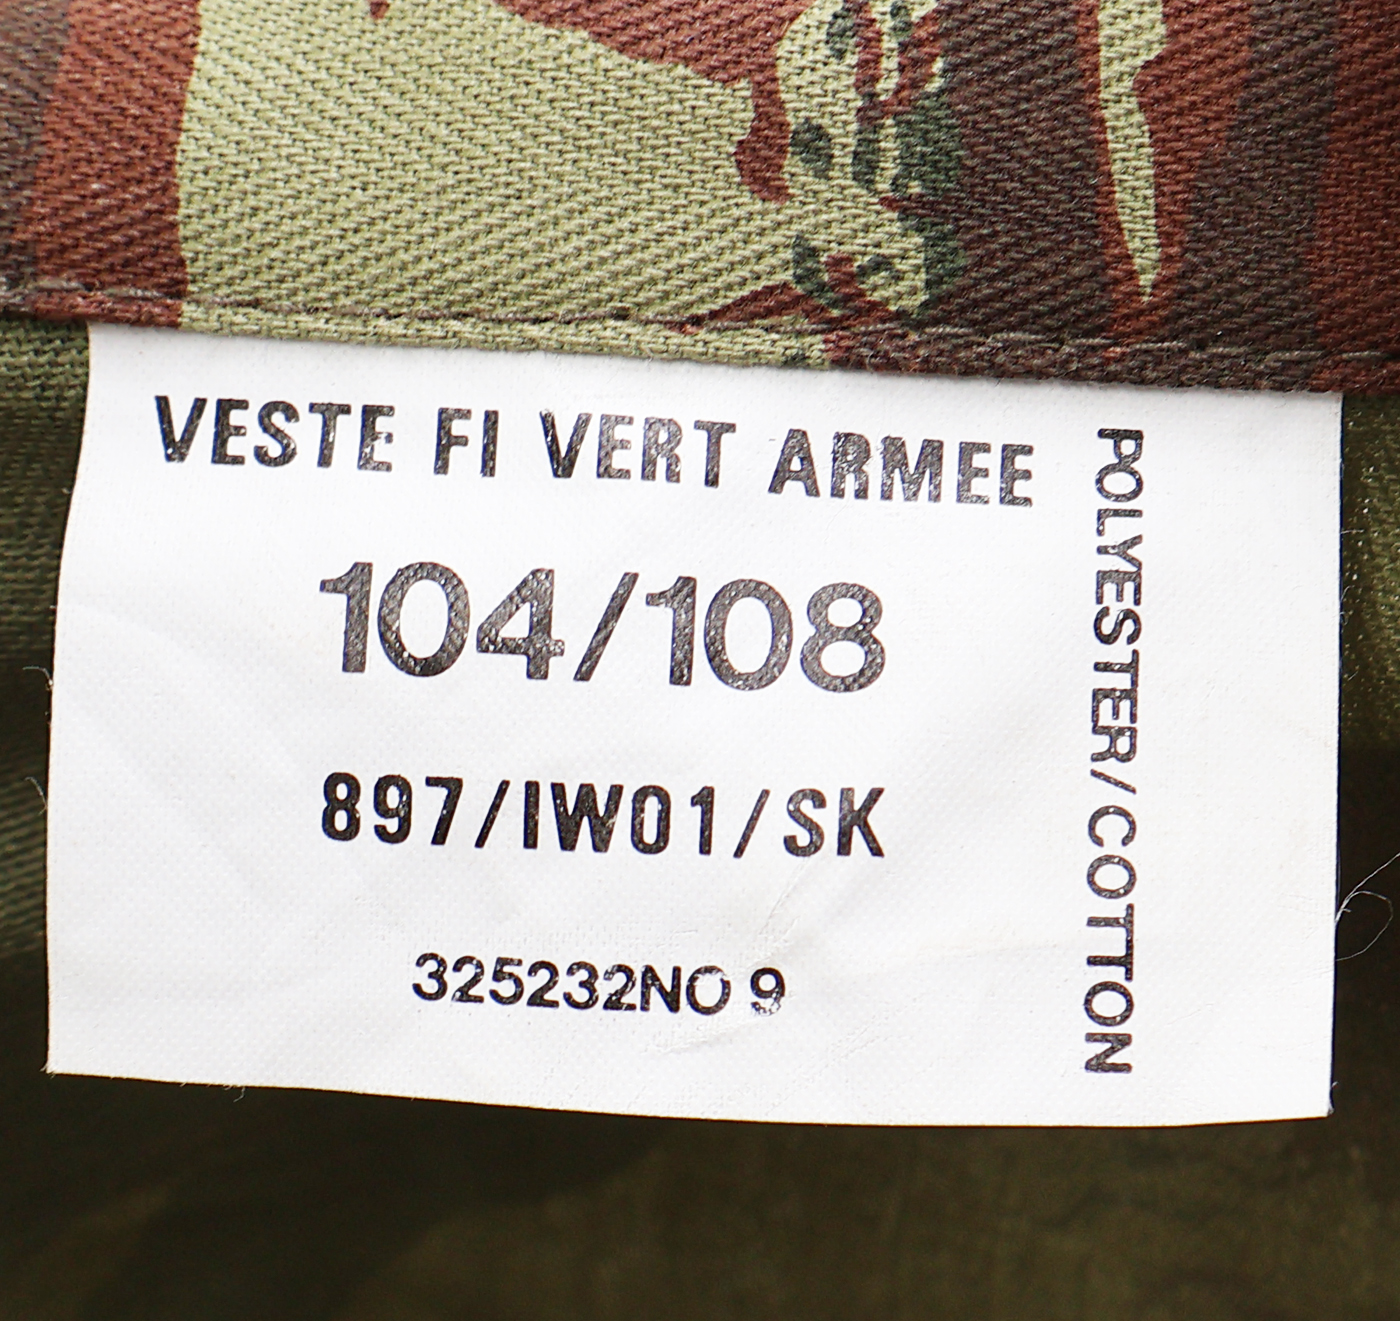 VESTE FI VERT ARMEE
104/108
897/IW01/SK
325232NO 9
POLYESTER/COTTON